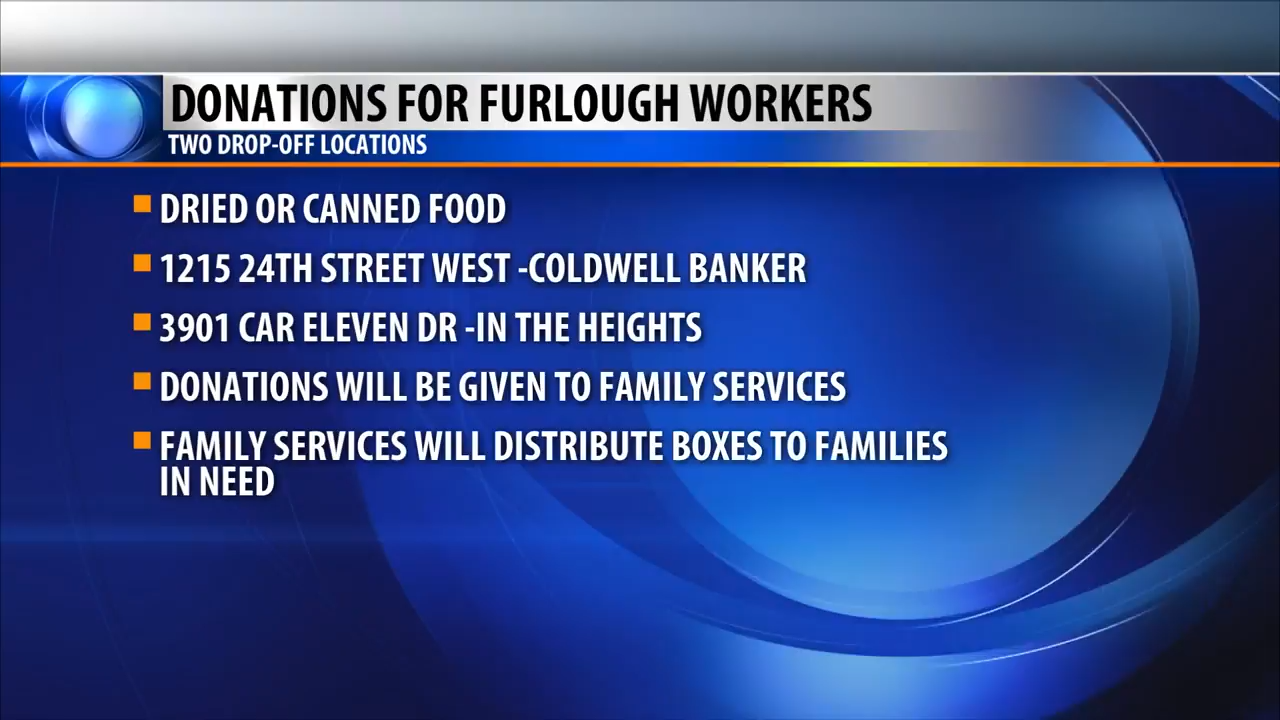 DONATIONS FOR FURLOUGH WORKERS
TWO DROP-OFF LOCATIONS
DRIED OR CANNED FOOD
1215 24TH STREET WEST -COLDWELL BANKER
3901 CAR ELEVEN DR -IN THE HEIGHTS
DONATIONS WILL BE GIVEN TO FAMILY SERVICES
FAMILY SERVICES WILL DISTRIBUTE BOXES TO FAMILIES
IN NEED